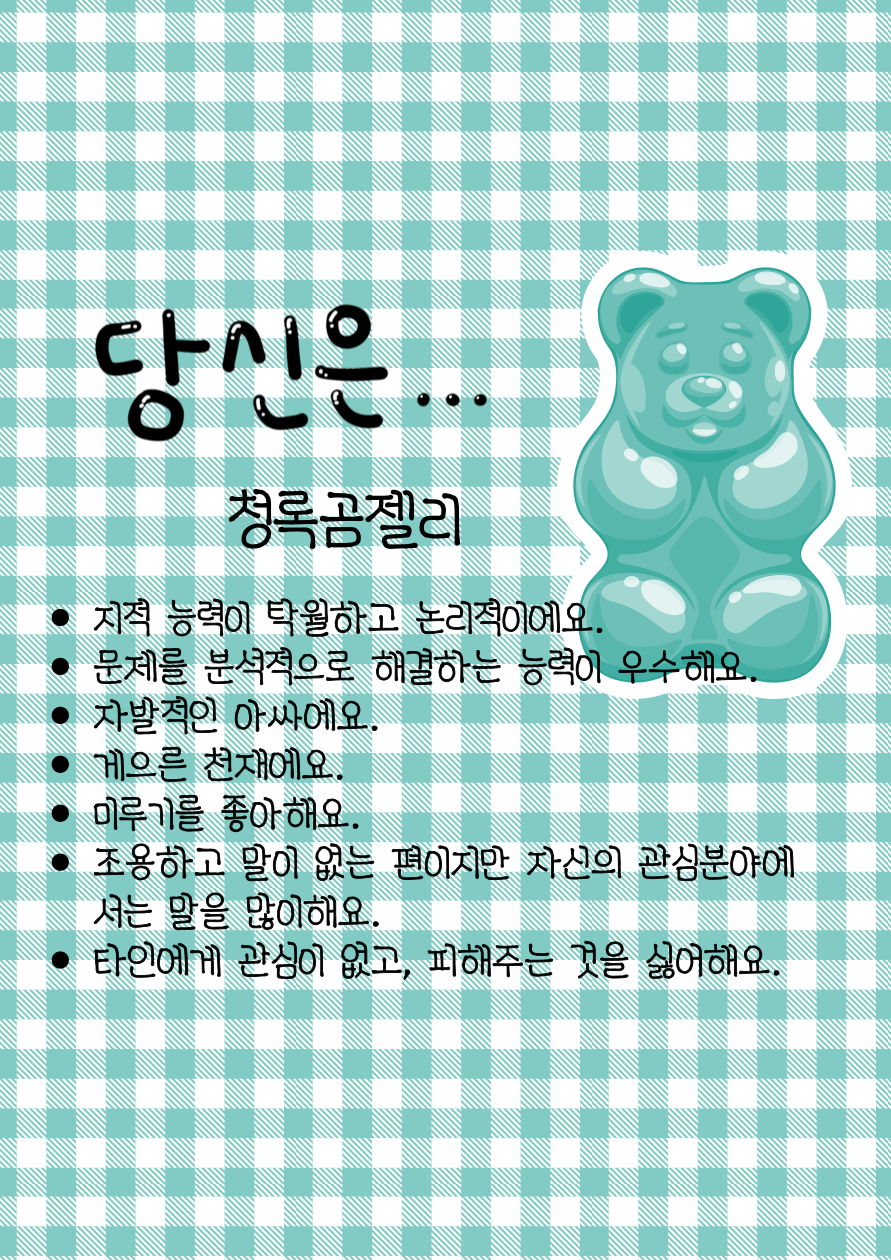 당신은...
청록곰젤리
• 지적 능력이 탁월하고 논리적이에요.
• 문제를 분석적으로 해결하는 능력이 우수해요.
• 자발적인 아싸에요.
• 게으른 천재에요.
• 미루기를 좋아해요.
• 조용하고 말이 없는 편이지만 자신의 관심분야에
서는 말을 많이해요.
• 타인에게 관심이 없고, 피해주는 것을 싫어해요.